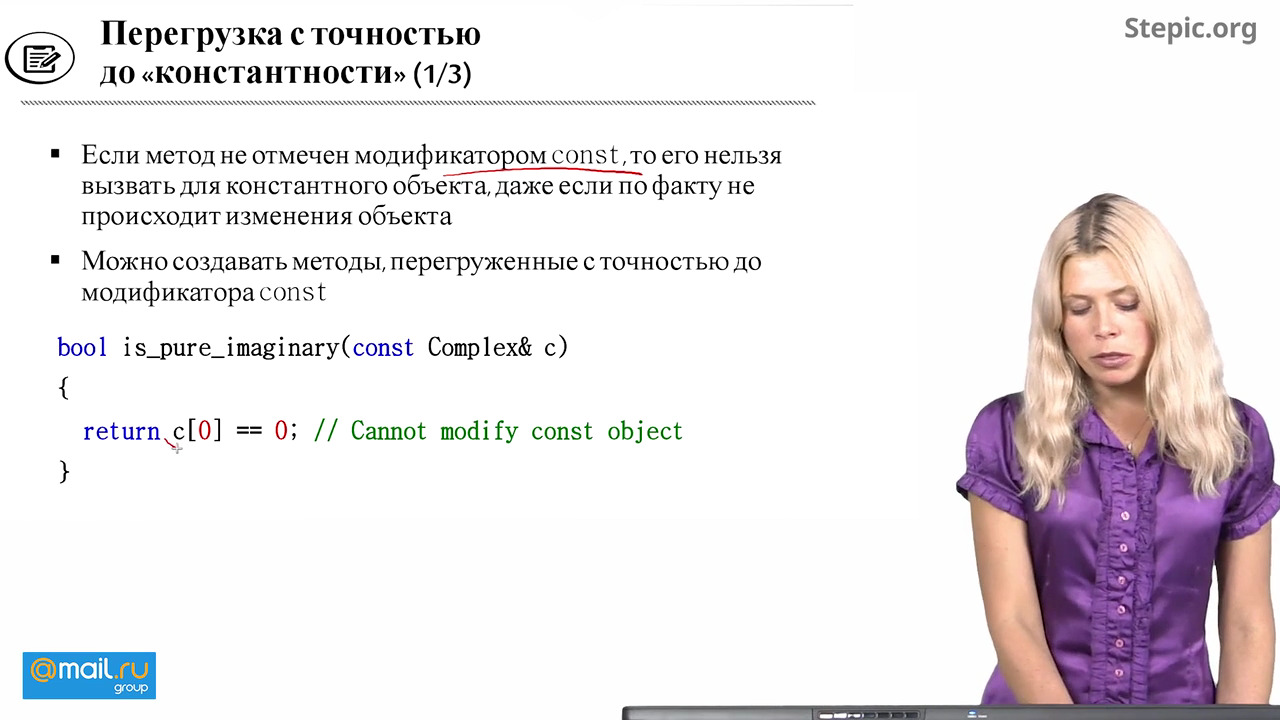 Перегрузка с точностью
до «константности» (1/3)
Stepic.org
▪ Если метод не отмечен модификатором const, то его нельзя
вызвать для константного объекта, даже если по факту не
происходит изменения объекта
▪ Можно создавать методы, перегруженные с точностью до
модификатора const
bool is_pure_imaginary(const Complex& c)
{
return c[0] == 0; // Cannot modify const object
}
@mail.ru
group